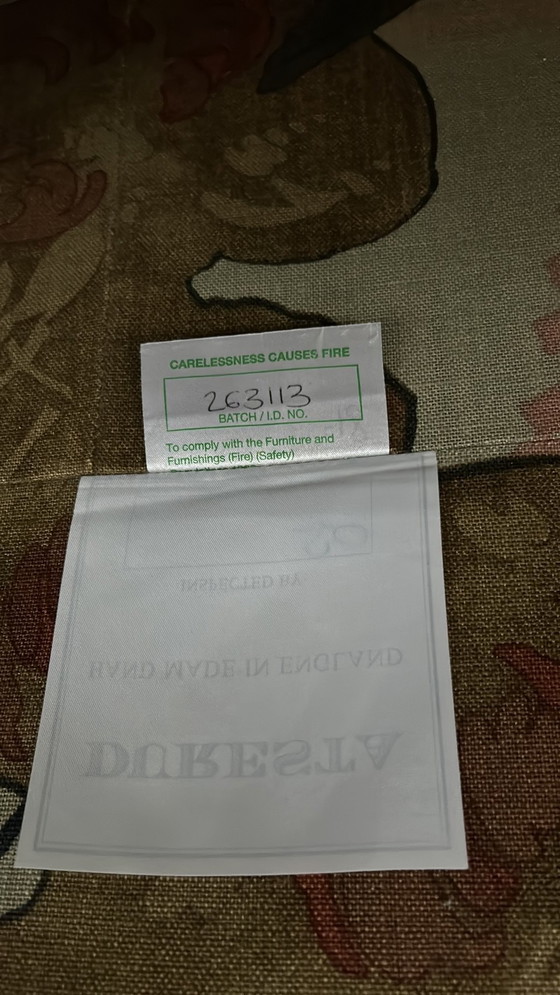 CARELESSNESS CAUSES FIRE
263113
BATCH / I.D. NO.
To comply with the Furniture and
Furnishings (Fire) (Safety)
INSPECTED BY
HAND MADE IN ENGLAND
DURESTA